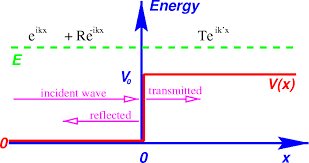 Energy
e^{ikx} + Re^{-ikx} Te^{ik'x}
E
V₀ V(x)
incident wave transmitted
reflected
0
0 x